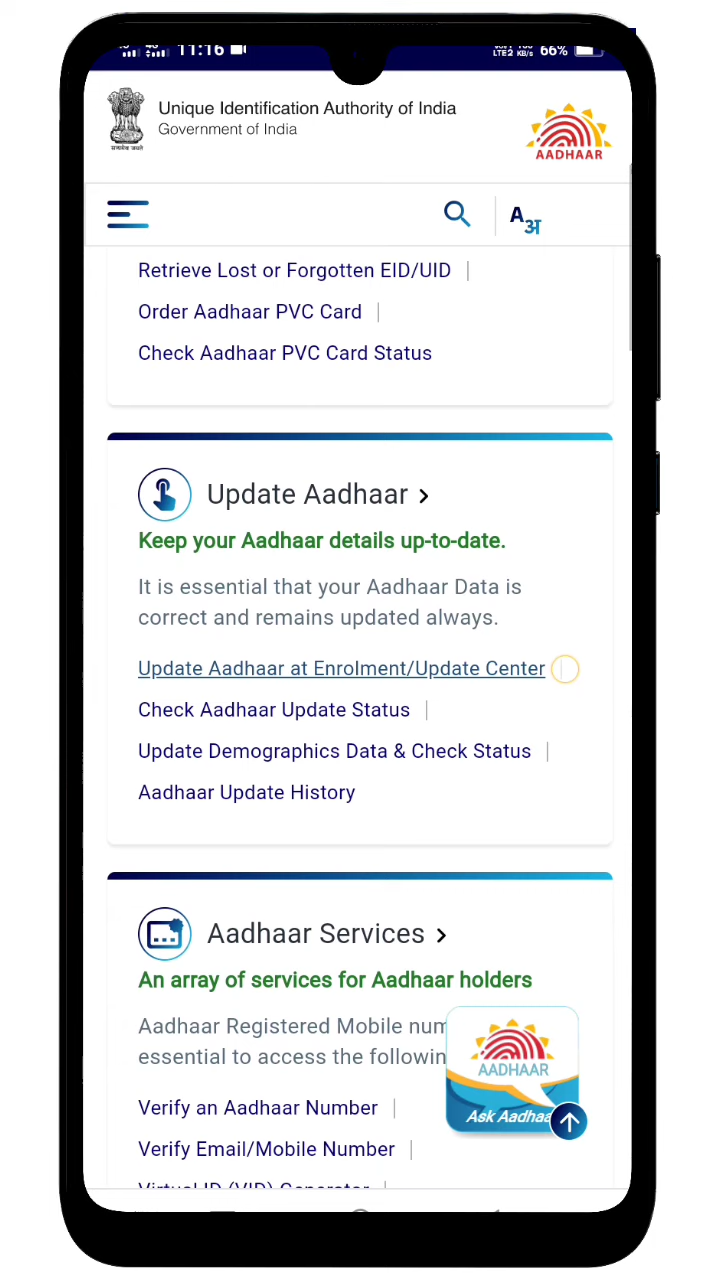 11:16
LTE2 KB/s 66%
Unique Identification Authority of India
Government of India
AADHAAR
A अ
Retrieve Lost or Forgotten EID/UID |
Order Aadhaar PVC Card |
Check Aadhaar PVC Card Status
Update Aadhaar >
Keep your Aadhaar details up-to-date.
It is essential that your Aadhaar Data is
correct and remains updated always.
Update Aadhaar at Enrolment/Update Center
Check Aadhaar Update Status |
Update Demographics Data & Check Status |
Aadhaar Update History
Aadhaar Services >
An array of services for Aadhaar holders
Aadhaar Registered Mobile num
essential to access the followin
AADHAAR
Ask Aadhaa
Verify an Aadhaar Number |
Verify Email/Mobile Number |
Virtual ID (VID) Generator |